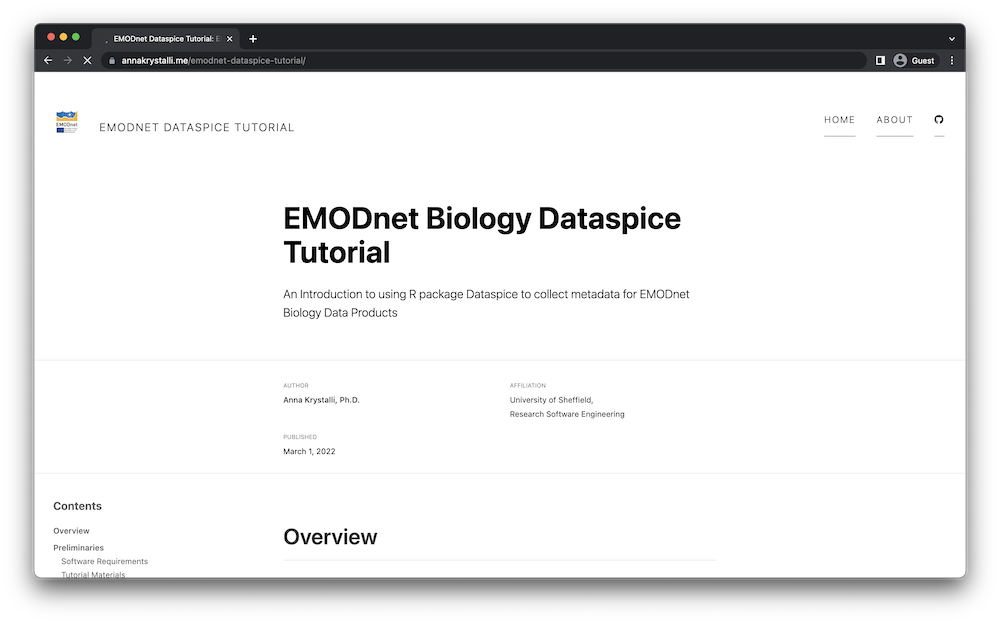 EMODnet Dataspice Tutorial: E
annakrystalli.me/emodnet-dataspice-tutorial/
Guest
EMODnet
EMODNET DATASPICE TUTORIAL
HOME
ABOUT
EMODnet Biology Dataspice
Tutorial
An Introduction to using R package Dataspice to collect metadata for EMODnet
Biology Data Products
AUTHOR
Anna Krystalli, Ph.D.
AFFILIATION
University of Sheffield,
Research Software Engineering
PUBLISHED
March 1, 2022
Contents
Overview
Preliminaries
Software Requirements
Tutorial Materials
Overview